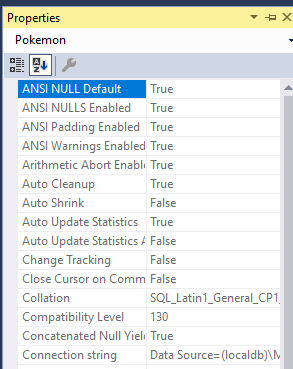 Properties
Pokemon
ANSI NULL Default True
ANSI NULLS Enabled True
ANSI Padding Enabled True
ANSI Warnings Enabled True
Arithmetic Abort Enable True
Auto Cleanup True
Auto Shrink False
Auto Update Statistics True
Auto Update Statistics A False
Change Tracking False
Close Cursor on Comm False
Collation SQL_Latin1_General_CP1_
Compatibility Level 130
Concatenated Null Yield True
Connection string Data Source=(localdb)\M